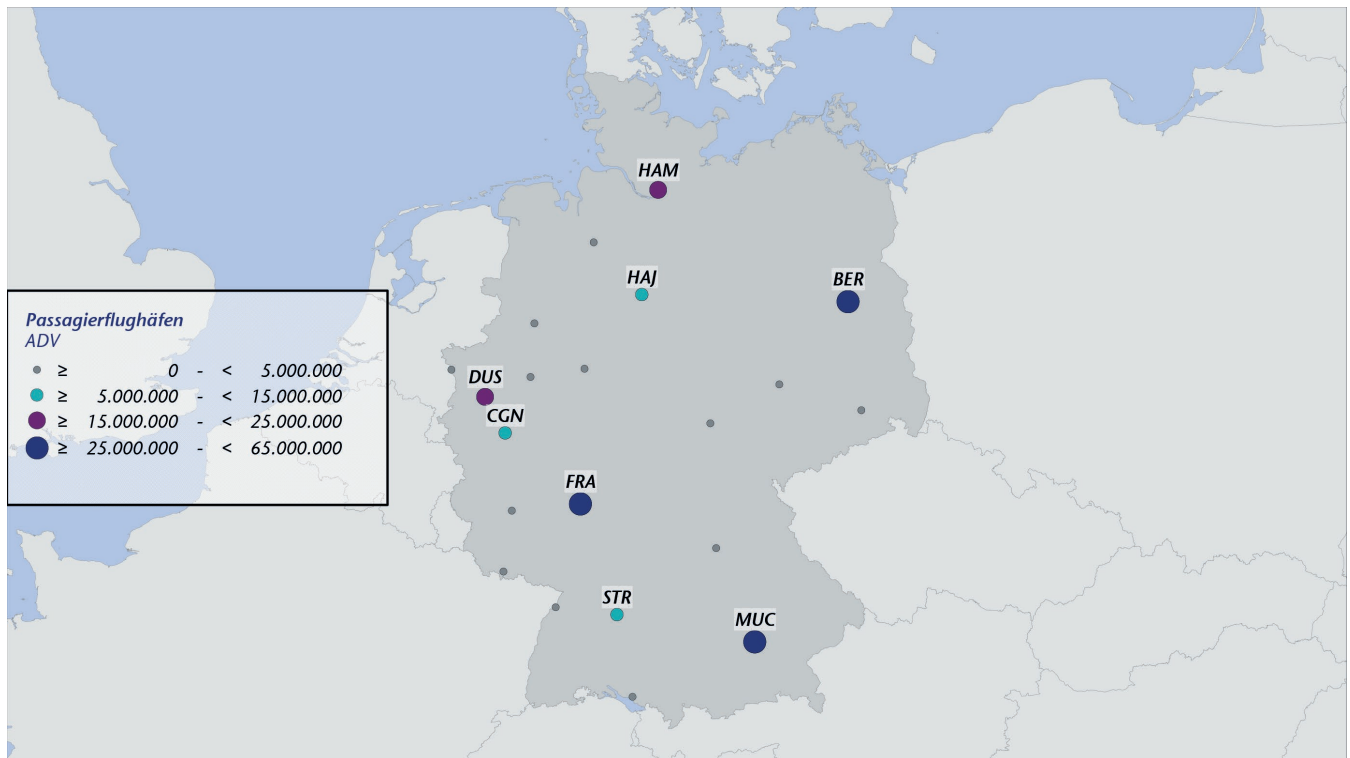 HAM
HAJ
BER
Passagierflughäfen
ADV
≥ 0 - < 5.000.000
≥ 5.000.000 - < 15.000.000
≥ 15.000.000 - < 25.000.000
≥ 25.000.000 - < 65.000.000
DUS
CGN
FRA
STR
MUC